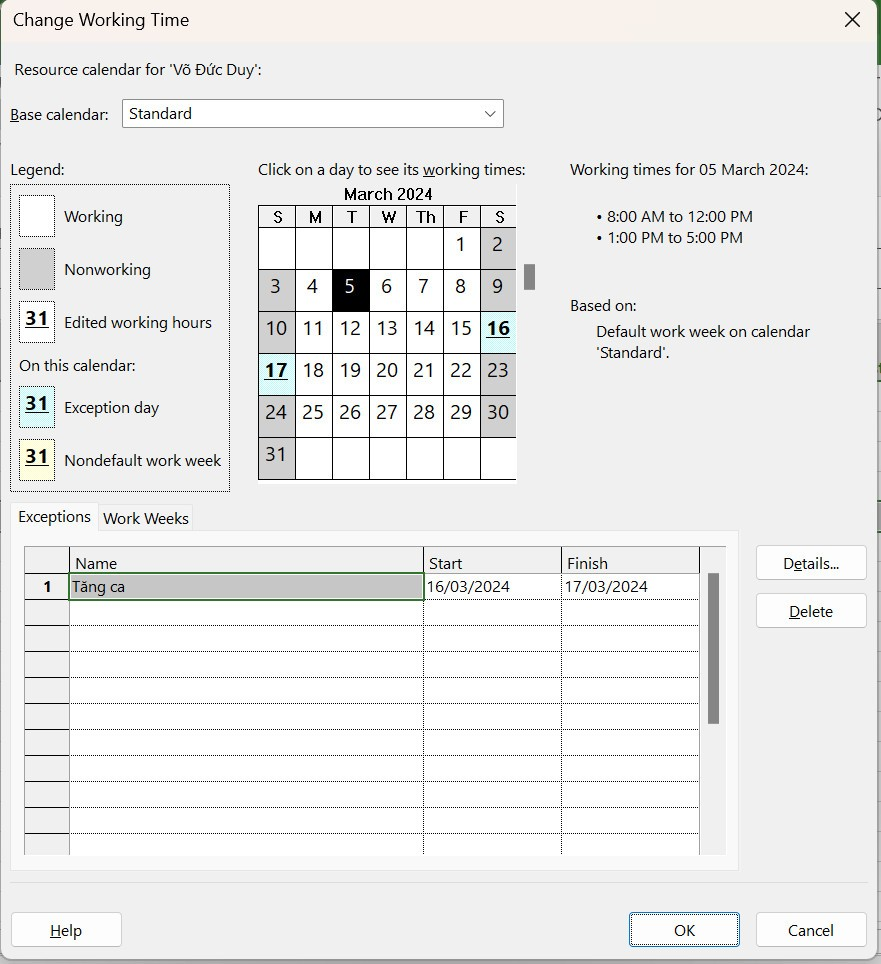 Change Working Time
Resource calendar for 'Võ Đức Duy':
Base calendar: Standard
Legend:
Working
Nonworking
31 Edited working hours
On this calendar:
31 Exception day
31 Nondefault work week
Click on a day to see its working times:
March 2024
S M T W Th F S
1 2
3 4 5 6 7 8 9
10 11 12 13 14 15 16
17 18 19 20 21 22 23
24 25 26 27 28 29 30
31
Working times for 05 March 2024:
• 8:00 AM to 12:00 PM
• 1:00 PM to 5:00 PM
Based on:
Default work week on calendar
'Standard'.
Exceptions Work Weeks
Name Start Finish
1 Tăng ca 16/03/2024 17/03/2024
Details...
Delete
Help OK Cancel